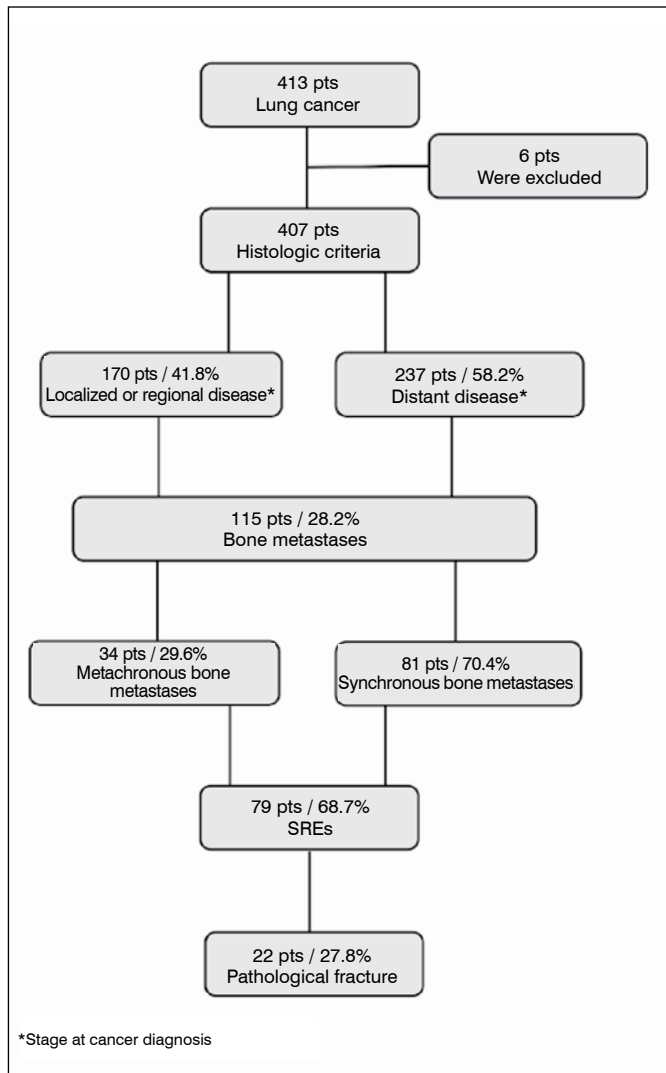 413 pts
Lung cancer
6 pts
Were excluded
407 pts
Histologic criteria
170 pts / 41.8%
Localized or regional disease*
237 pts / 58.2%
Distant disease*
115 pts / 28.2%
Bone metastases
34 pts / 29.6%
Metachronous bone
metastases
81 pts / 70.4%
Synchronous bone metastases
79 pts / 68.7%
SREs
22 pts / 27.8%
Pathological fracture
*Stage at cancer diagnosis